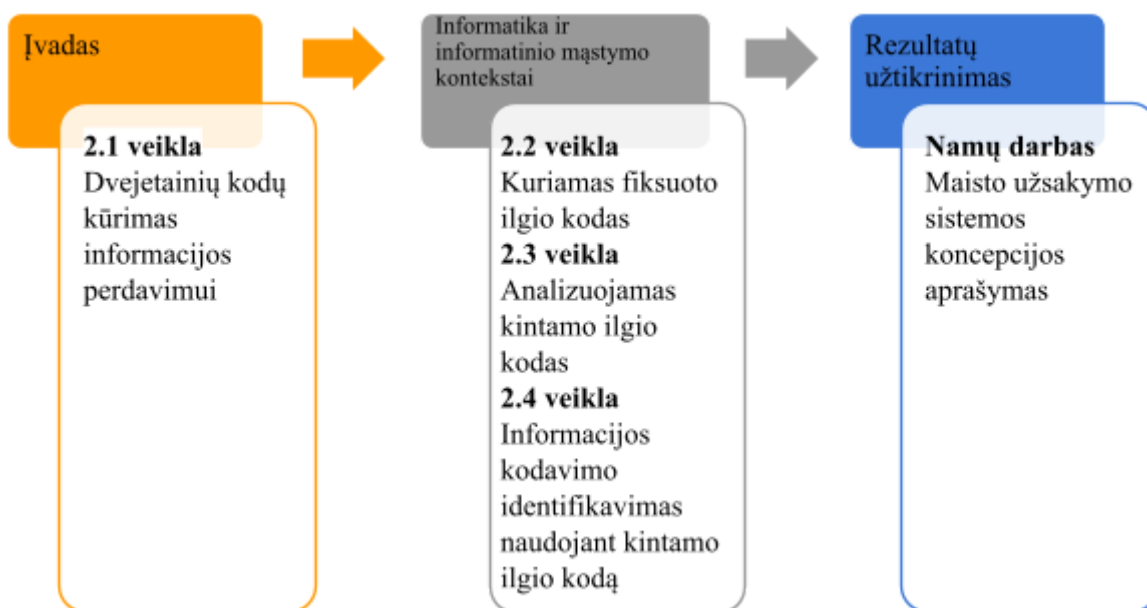 Įvadas
2.1 veikla
Dvejetainių kodų
kūrimas
informacijos
perdavimui
Informatika ir
informatinio mąstymo
kontekstai
2.2 veikla
Kuriamas fiksuoto
ilgio kodas
2.3 veikla
Analizuojamas
kintamo ilgio
kodas
2.4 veikla
Informacijos
kodavimo
identifikavimas
naudojant kintamo
ilgio kodą
Rezultatų
užtikrinimas
Namų darbas
Maisto užsakymo
sistemos
koncepcijos
aprašymas